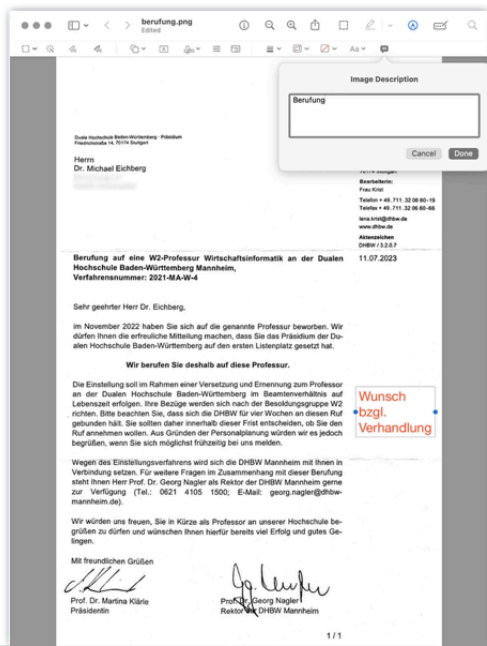 berufung.png
Edited
Aa
Image Description
Berufung
Cancel
Done
Duale Hochschule Baden-Württemberg · Präsidium
Friedrichstraße 14, 70174 Stuttgart
Herrn
Dr. Michael Eichberg
70174 Stuttgart
Bearbeiterin:
Frau Krist
Telefon + 49 .711. 32 06 60 - 19
Telefax + 49 .711. 32 06 60 -66
lena.krist@dhbw.de
www.dhbw.de
Aktenzeichen
DHBW / 3.2.0.7
11.07.2023
Berufung auf eine W2-Professur Wirtschaftsinformatik an der Dualen
Hochschule Baden-Württemberg Mannheim,
Verfahrensnummer: 2021-MA-W-4
Sehr geehrter Herr Dr. Eichberg,
im November 2022 haben Sie sich auf die genannte Professur beworben. Wir
dürfen Ihnen die erfreuliche Mitteilung machen, dass Sie das Präsidium der Du-
alen Hochschule Baden-Württemberg auf den ersten Listenplatz gesetzt hat.
Wir berufen Sie deshalb auf diese Professur.
Die Einstellung soll im Rahmen einer Versetzung und Ernennung zum Professor
an der Dualen Hochschule Baden-Württemberg im Beamtenverhältnis auf
Lebenszeit erfolgen. Ihre Bezüge werden sich nach der Besoldungsgruppe W2
richten. Bitte beachten Sie, dass sich die DHBW für vier Wochen an diesen Ruf
gebunden hält. Sie sollten daher innerhalb dieser Frist entscheiden, ob Sie den
Ruf annehmen wollen. Aus Gründen der Personalplanung würden wir es jedoch
begrüßen, wenn Sie sich möglichst frühzeitig bei uns melden.
Wunsch
bzgl.
Verhandlung
Wegen des Einstellungsverfahrens wird sich die DHBW Mannheim mit Ihnen in
Verbindung setzen. Für weitere Fragen im Zusammenhang mit dieser Berufung
steht Ihnen Herr Prof. Dr. Georg Nagler als Rektor der DHBW Mannheim gerne
zur Verfügung (Tel.: 0621 4105 1500; E-Mail: georg.nagler@dhbw-
mannheim.de).
Wir würden uns freuen, Sie in Kürze als Professor an unserer Hochschule be-
grüßen zu dürfen und wünschen Ihnen hierfür bereits viel Erfolg und gutes Ge-
lingen.
Mit freundlichen Grüßen
Prof. Dr. Martina Klärle
Präsidentin
Prof. Dr. Georg Nagler
Rektor der DHBW Mannheim
1 / 1